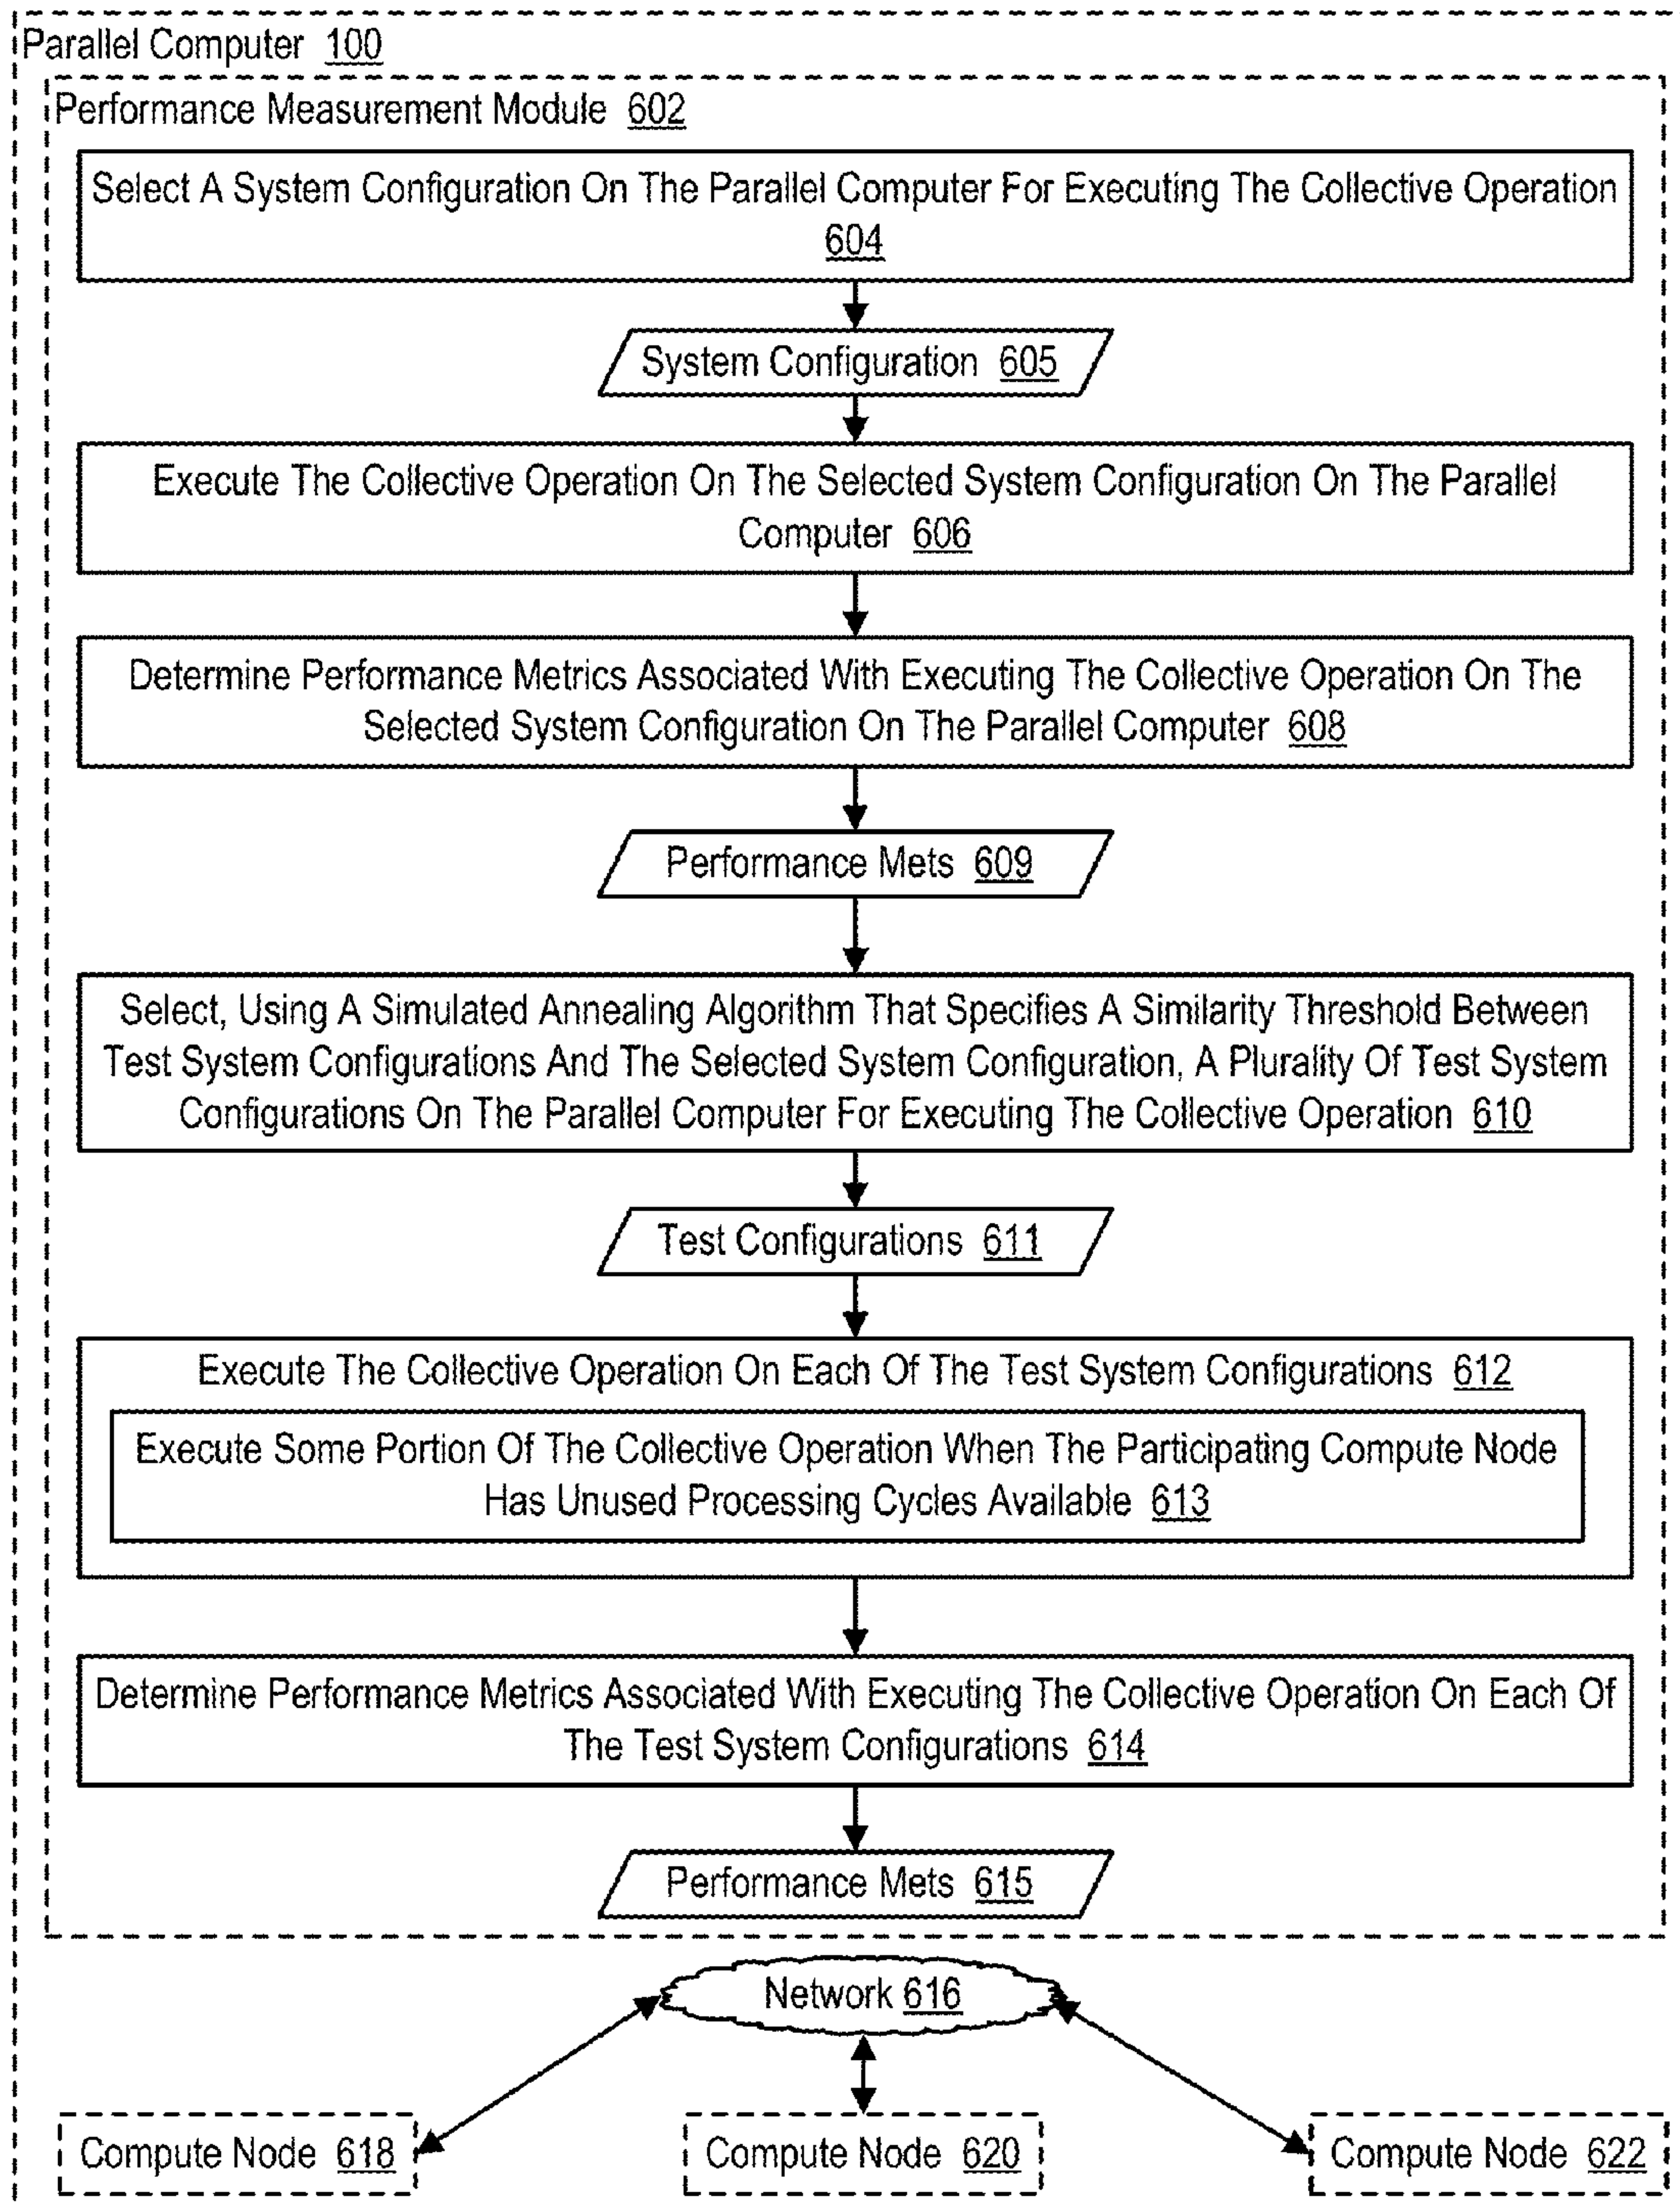 Parallel Computer 100
Performance Measurement Module 602
Select A System Configuration On The Parallel Computer For Executing The Collective Operation
604
System Configuration 605
Execute The Collective Operation On The Selected System Configuration On The Parallel
Computer 606
Determine Performance Metrics Associated With Executing The Collective Operation On The
Selected System Configuration On The Parallel Computer 608
Performance Mets 609
Select, Using A Simulated Annealing Algorithm That Specifies A Similarity Threshold Between
Test System Configurations And The Selected System Configuration, A Plurality Of Test System
Configurations On The Parallel Computer For Executing The Collective Operation 610
Test Configurations 611
Execute The Collective Operation On Each Of The Test System Configurations 612
Execute Some Portion Of The Collective Operation When The Participating Compute Node
Has Unused Processing Cycles Available 613
Determine Performance Metrics Associated With Executing The Collective Operation On Each Of
The Test System Configurations 614
Performance Mets 615
Network 616
Compute Node 618
Compute Node 620
Compute Node 622